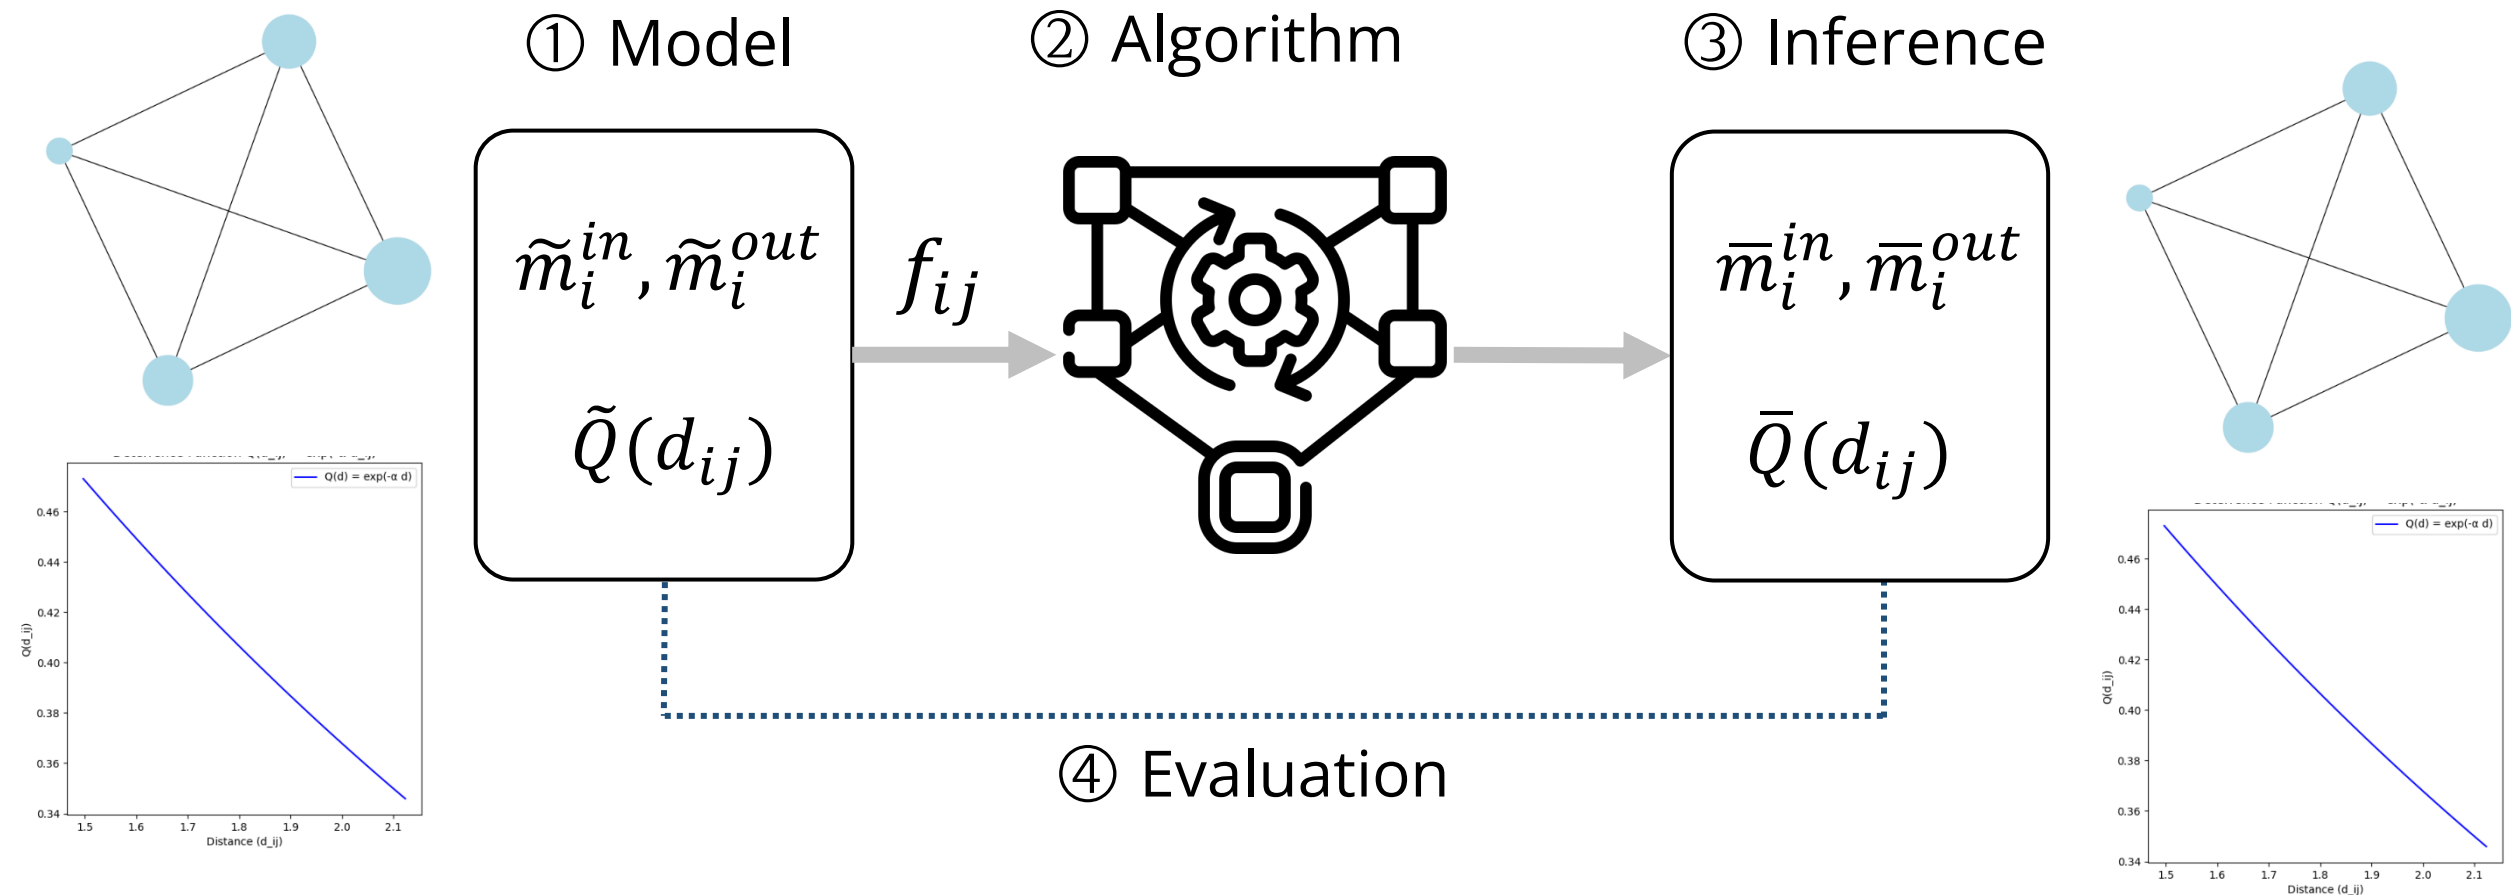 ① Model
② Algorithm
③ Inference
m̃ᵢⁱⁿ, m̃ᵢᵒᵘᵗ
Q̃(dᵢⱼ)
fᵢⱼ
m̅ᵢⁱⁿ, m̅ᵢᵒᵘᵗ
Q̅(dᵢⱼ)
④ Evaluation
Q(d) = exp(-α d)
Q(d_ij)
0.46
0.44
0.42
0.40
0.38
0.36
0.34
1.5 1.6 1.7 1.8 1.9 2.0 2.1
Distance (d_ij)
Q(d) = exp(-α d)
Q(d_ij)
0.46
0.44
0.42
0.40
0.38
0.36
0.34
1.5 1.6 1.7 1.8 1.9 2.0 2.1
Distance (d_ij)